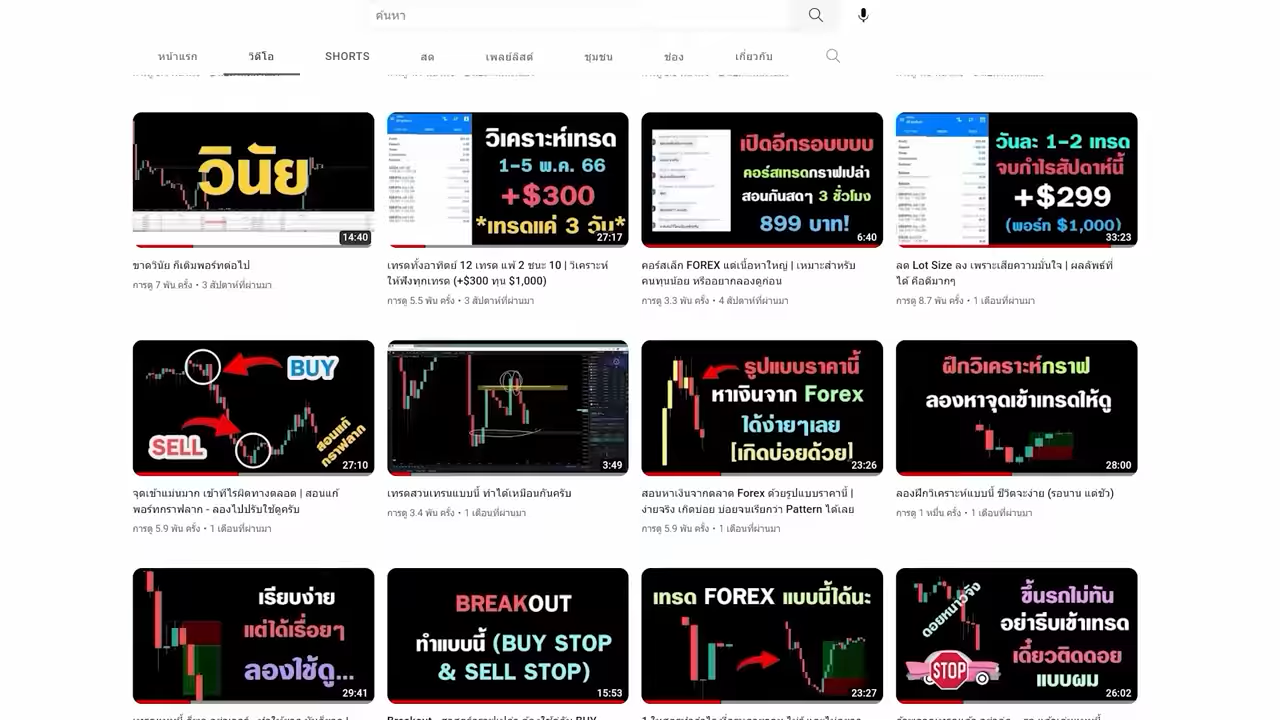 ค้นหา
หน้าแรก
วิดีโอ
SHORTS
สด
เพลย์ลิสต์
ชุมชน
ช่อง
เกี่ยวกับ
วินัย
14:40
วิเคราะห์เทรด
1-5 พ.ค. 66
+$300
*เทรดแค่ 3 วัน*
27:17
เปิดอีกรอบบบบ
คอร์สเทรดกราฟเปล่า
สอนกันสดๆ 3 ชั่วโมง
899 บาท!
6:40
วันละ 1-2 เทรด
จบกำไรสัปดาห์นี้
+$299
(พอร์ท $1,000)
33:23
ขาดวินัย ก็เติมพอร์ทต่อไป
การดู 7 พัน ครั้ง • 3 สัปดาห์ที่ผ่านมา
เทรดทั้งอาทิตย์ 12 เทรด แพ้ 2 ชนะ 10 | วิเคราะห์
ให้ฟังทุกเทรด (+$300 ทุน $1,000)
การดู 5.5 พัน ครั้ง • 3 สัปดาห์ที่ผ่านมา
คอร์สเล็ก FOREX แต่เนื้อหาใหญ่ | เหมาะสำหรับ
คนทุนน้อย หรืออยากลองดูก่อน
การดู 3.3 พัน ครั้ง • 4 สัปดาห์ที่ผ่านมา
ลด Lot Size ลง เพราะเสียความมั่นใจ | ผลลัพธ์ที่
ได้ คือดีมากๆ
การดู 8.7 พัน ครั้ง • 1 เดือนที่ผ่านมา
BUY
SELL
สอนแก้
กราฟลาก
27:10
3:49
รูปแบบราคานี้
หาเงินจาก Forex
ได้ง่ายๆเลย
[เกิดบ่อยด้วย]
23:26
ฝึกวิเคราะห์กราฟ
ลองหาจุดเข้าเทรดให้ดู
28:00
จุดเข้าแม่นมาก เข้าที่ไรผิดทางตลอด | สอนแก้
พอร์ทกราฟลาก - ลองไปปรับใช้ดูครับ
การดู 5.9 พัน ครั้ง • 1 เดือนที่ผ่านมา
เทรดสวนเทรนแบบนี้ ทำได้เหมือนกันครับ
การดู 3.4 พัน ครั้ง • 1 เดือนที่ผ่านมา
สอนหาเงินจากตลาด Forex ด้วยรูปแบบราคานี้ |
ง่ายจริง เกิดบ่อย บ่อยจนเรียกว่า Pattern ได้เลย
การดู 5.9 พัน ครั้ง • 1 เดือนที่ผ่านมา
ลองฝึกวิเคราะห์แบบนี้ ชีวิตจะง่าย (รอนาน แต่ชัว)
การดู 1 หมื่น ครั้ง • 1 เดือนที่ผ่านมา
เรียบง่าย
แต่ได้เรื่อยๆ
ลองใช้ดู...
29:41
BREAKOUT
ทำแบบนี้ (BUY STOP
& SELL STOP)
15:53
เทรด FOREX แบบนี้ได้นะ
23:27
ดอยหนาวจัง
STOP
ขึ้นรถไม่ทัน
อย่ารีบเข้าเทรด
เดี๋ยวติดดอย
แบบผม
26:02